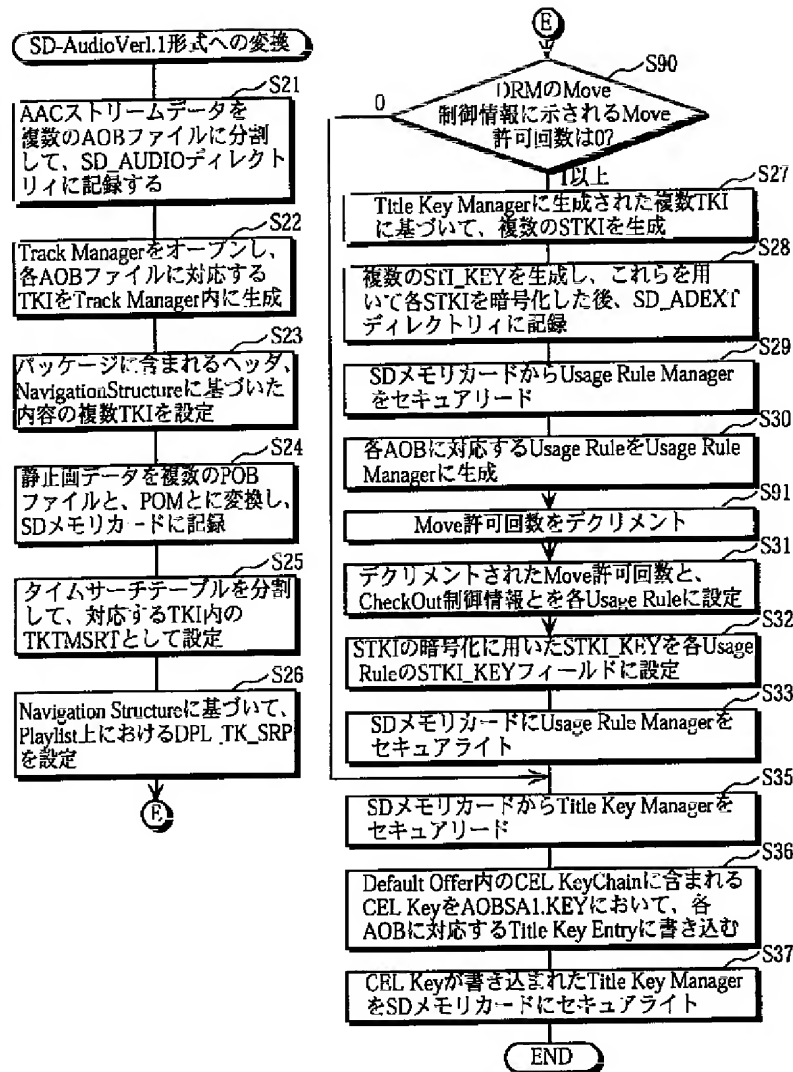 SD-AudioVer1.1形式への変換
S21
AACストリームデータを
複数のAOBファイルに分割
して、SD_AUDIOディレクト
リィに記録する
S22
Track Managerをオープンし、
各AOBファイルに対応する
TKIをTrack Manager内に生成
S23
パッケージに含まれるヘッダ、
NavigationStructureに基づいた
内容の複数TKIを設定
S24
静止画データを複数のPOB
ファイルと、POMとに変換し、
SDメモリカードに記録
S25
タイムサーチテーブルを分割
して、対応するTKI内の
TKTMSRTとして設定
S26
Navigation Structureに基づいて、
Playlist上におけるDPL_TK_SRP
を設定
E
E
S90
DRMのMove
制御情報に示されるMove
許可回数は0?
0
1以上
S27
Title Key Managerに生成された複数TKI
に基づいて、複数のSTKIを生成
S28
複数のSTI_KEYを生成し、これらを用
いて各STKIを暗号化した後、SD_ADEXT
ディレクトリィに記録
S29
SDメモリカードからUsage Rule Manager
をセキュアリード
S30
各AOBに対応するUsage RuleをUsage Rule
Managerに生成
S91
Move許可回数をデクリメント
S31
デクリメントされたMove許可回数と、
CheckOut制御情報とを各Usage Ruleに設定
S32
STKIの暗号化に用いたSTKI_KEYを各Usage
RuleのSTKI_KEYフィールドに設定
S33
SDメモリカードにUsage Rule Managerを
セキュアライト
S35
SDメモリカードからTitle Key Managerを
セキュアリード
S36
Default Offer内のCEL KeyChainに含まれる
CEL KeyをAOBSA1.KEYにおいて、各
AOBに対応するTitle Key Entryに書き込む
S37
CEL Keyが書き込まれたTitle Key Manager
をSDメモリカードにセキュアライト
END